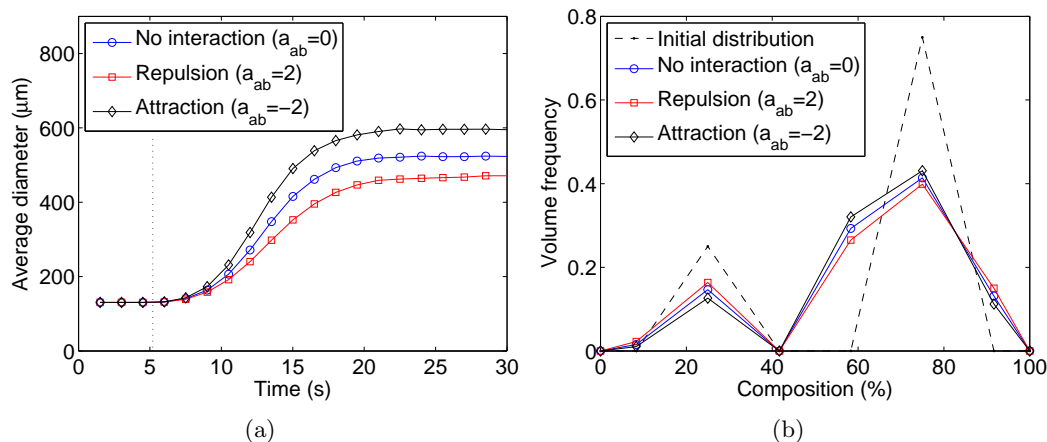 800
600
400
200
0
Average diameter (μm)
No interaction (a_ab=0)
Repulsion (a_ab=2)
Attraction (a_ab=−2)
0 5 10 15 20 25 30
Time (s)
(a)
0.8
0.6
0.4
0.2
0
Volume frequency
Initial distribution
No interaction (a_ab=0)
Repulsion (a_ab=2)
Attraction (a_ab=−2)
0 20 40 60 80 100
Composition (%)
(b)